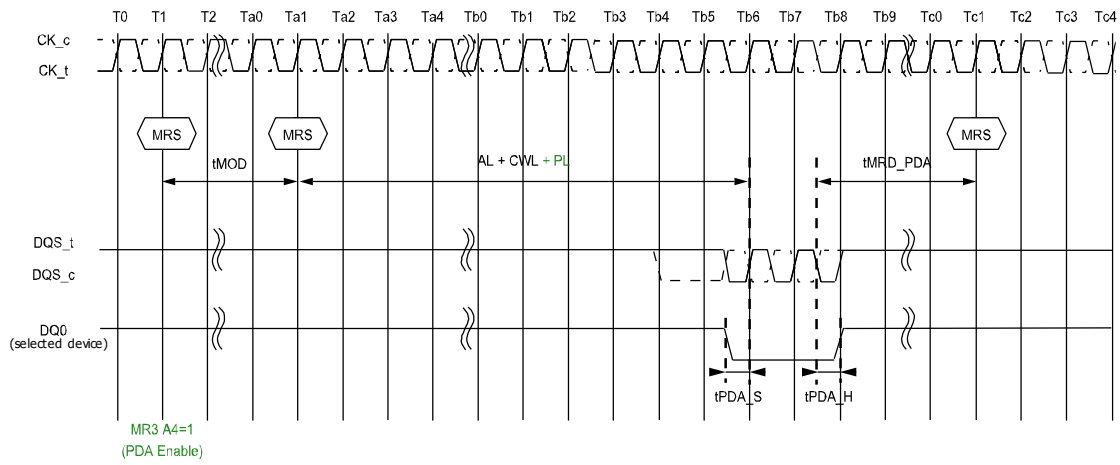 T0 T1 T2 Ta0 Ta1 Ta2 Ta3 Ta4 Tb0 Tb1 Tb2 Tb3 Tb4 Tb5 Tb6 Tb7 Tb8 Tb9 Tc0 Tc1 Tc2 Tc3 Tc4
CK_c
CK_t
MRS MRS MRS
tMOD AL + CWL + PL tMRD_PDA
DQS_t
DQS_c
DQ0
(selected device)
tPDA_S tPDA_H
MR3 A4=1
(PDA Enable)